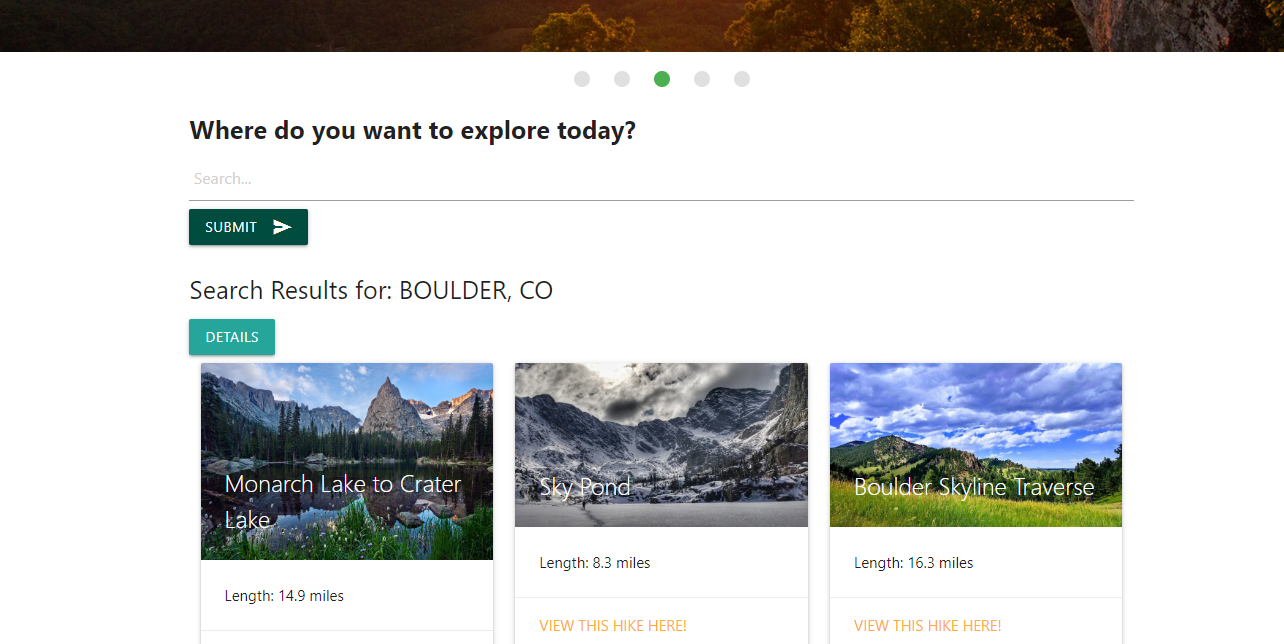 Where do you want to explore today?
Search...
SUBMIT
Search Results for: BOULDER, CO
DETAILS
Monarch Lake to Crater
Lake
Length: 14.9 miles
Sky Pond
Length: 8.3 miles
VIEW THIS HIKE HERE!
Boulder Skyline Traverse
Length: 16.3 miles
VIEW THIS HIKE HERE!